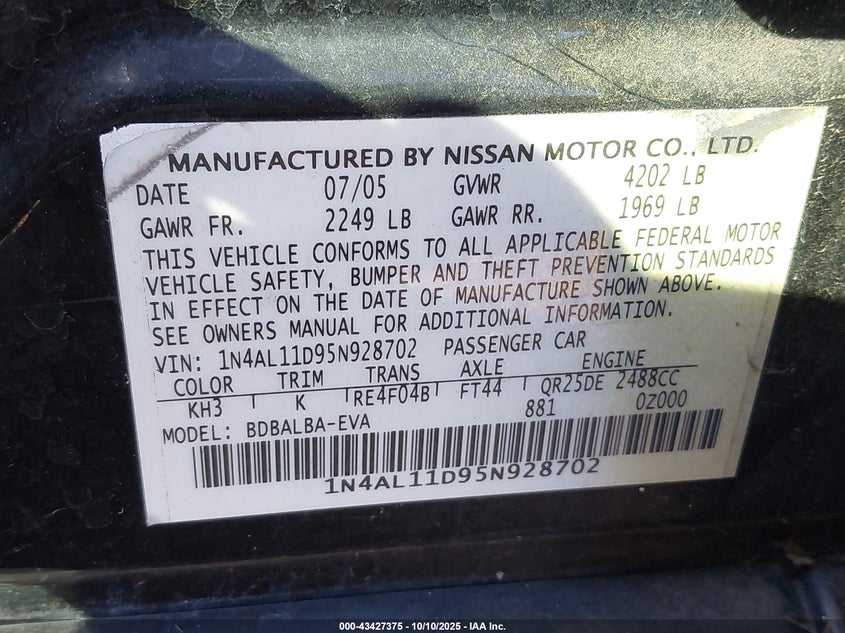 MANUFACTURED BY NISSAN MOTOR CO., LTD.
DATE 07/05 GVWR 4202 LB
GAWR FR. 2249 LB GAWR RR. 1969 LB
THIS VEHICLE CONFORMS TO ALL APPLICABLE FEDERAL MOTOR
VEHICLE SAFETY, BUMPER AND THEFT PREVENTION STANDARDS
IN EFFECT ON THE DATE OF MANUFACTURE SHOWN ABOVE.
SEE OWNERS MANUAL FOR ADDITIONAL INFORMATION.
VIN: 1N4AL11D95N928702 PASSENGER CAR
COLOR TRIM TRANS AXLE ENGINE
KH3 K RE4F04B FT44 QR25DE 2488CC
881 0Z000
MODEL: BDBALBA-EVA
1N4AL11D95N928702
000-43427375 - 10/10/2025 - IAA Inc.